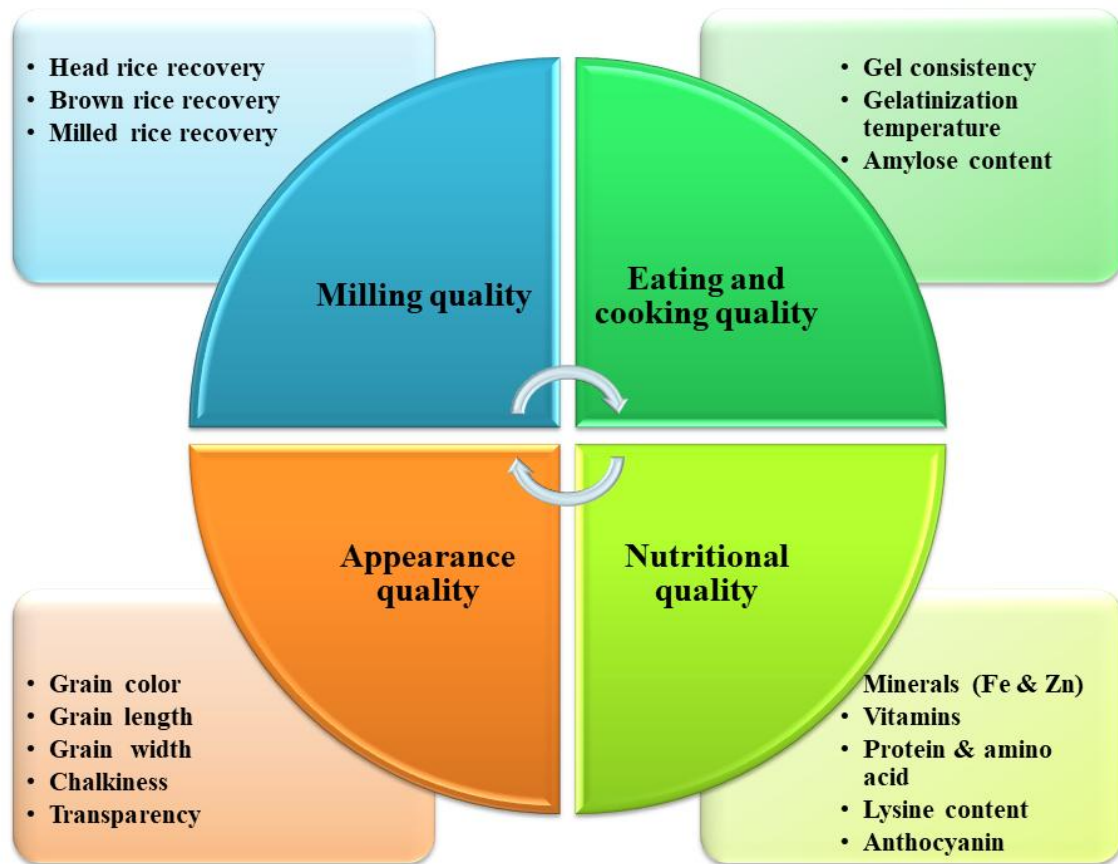 • Head rice recovery
• Brown rice recovery
• Milled rice recovery
• Gel consistency
• Gelatinization
temperature
• Amylose content
Milling quality
Eating and
cooking quality
Appearance
quality
Nutritional
quality
• Grain color
• Grain length
• Grain width
• Chalkiness
• Transparency
Minerals (Fe & Zn)
• Vitamins
• Protein & amino
acid
• Lysine content
• Anthocyanin